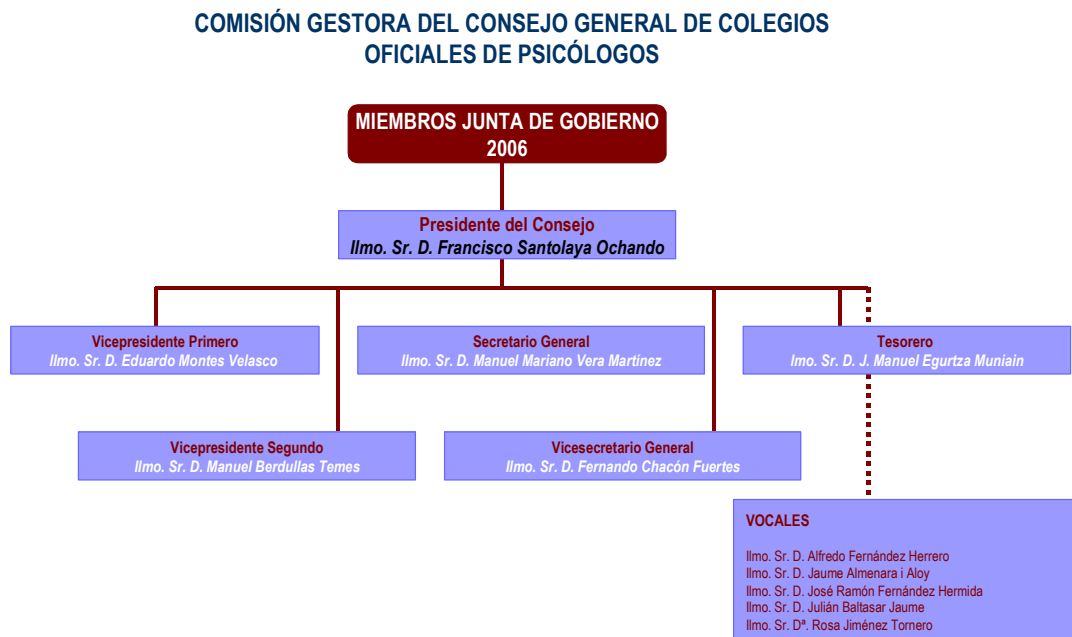 COMISIÓN GESTORA DEL CONSEJO GENERAL DE COLEGIOS
OFICIALES DE PSICÓLOGOS
MIEMBROS JUNTA DE GOBIERNO
2006
Presidente del Consejo
Ilmo. Sr. D. Francisco Santolaya Ochando
Vicepresidente Primero
Ilmo. Sr. D. Eduardo Montes Velasco
Secretario General
Ilmo. Sr. D. Manuel Mariano Vera Martínez
Tesorero
lmo. Sr. D. J. Manuel Egurtza Muniain
Vicepresidente Segundo
Ilmo. Sr. D. Manuel Berdullas Temes
Vicesecretario General
Ilmo. Sr. D. Fernando Chacón Fuertes
VOCALES
Ilmo. Sr. D. Alfredo Fernández Herrero
Ilmo. Sr. D. Jaume Almenara i Aloy
Ilmo. Sr. D. José Ramón Fernández Hermida
Ilmo. Sr. D. Julián Baltasar Jaume
Ilmo. Sr. Dª. Rosa Jiménez Tornero